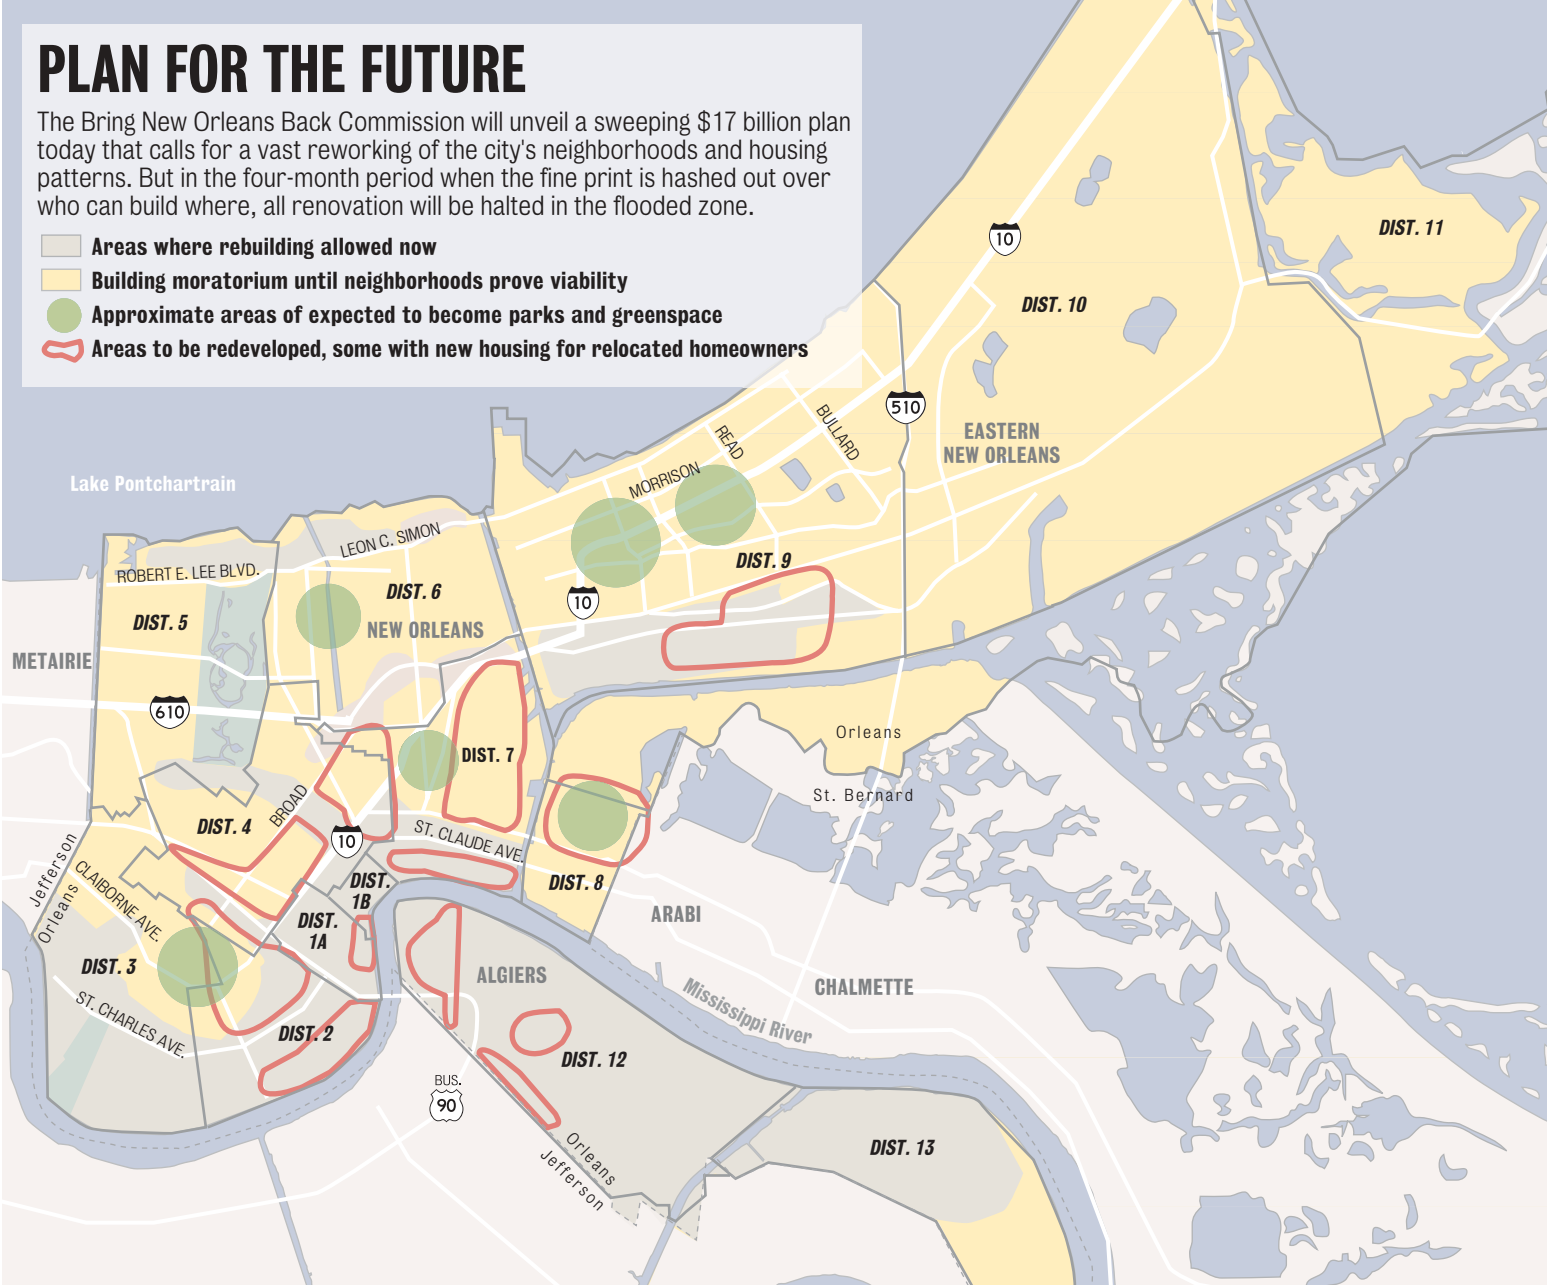 PLAN FOR THE FUTURE
The Bring New Orleans Back Commission will unveil a sweeping $17 billion plan
today that calls for a vast reworking of the city's neighborhoods and housing
patterns. But in the four-month period when the fine print is hashed out over
who can build where, all renovation will be halted in the flooded zone.
Areas where rebuilding allowed now
Building moratorium until neighborhoods prove viability
Approximate areas of expected to become parks and greenspace
Areas to be redeveloped, some with new housing for relocated homeowners
DIST. 11
10
DIST. 10
510
BULLARD
READ
EASTERN
NEW ORLEANS
MORRISON
Lake Pontchartrain
LEON C. SIMON
ROBERT E. LEE BLVD.
DIST. 9
DIST. 6
10
DIST. 5
NEW ORLEANS
METAIRIE
610
Orleans
DIST. 7
St. Bernard
BROAD
DIST. 4
10
ST. CLAUDE AVE.
Jefferson
Orleans
CLAIBORNE AVE.
DIST.
1B
DIST. 8
DIST.
1A
ARABI
DIST. 3
ALGIERS
CHALMETTE
Mississippi River
ST. CHARLES AVE.
DIST. 2
DIST. 12
BUS.
90
Orleans
Jefferson
DIST. 13